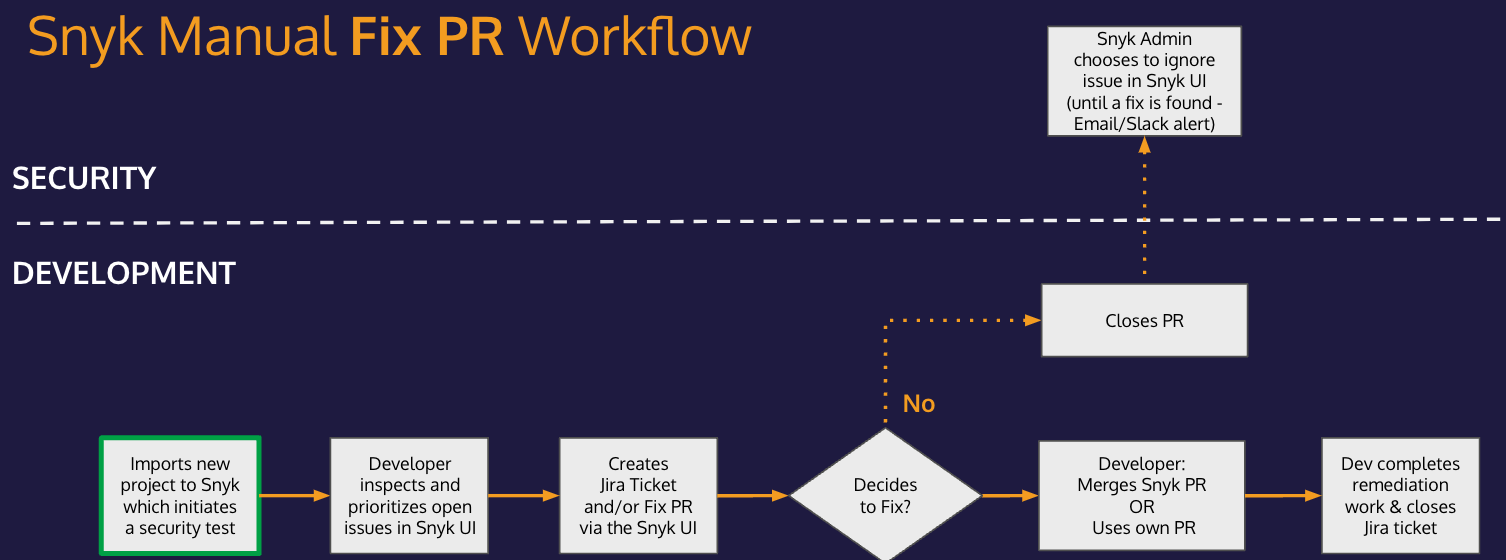 Snyk Manual Fix PR Workflow
Snyk Admin
chooses to ignore
issue in Snyk UI
(until a fix is found -
Email/Slack alert)
SECURITY
DEVELOPMENT
Closes PR
No
Imports new
project to Snyk
which initiates
a security test
Developer
inspects and
prioritizes open
issues in Snyk UI
Creates
Jira Ticket
and/or Fix PR
via the Snyk UI
Decides
to Fix?
Developer:
Merges Snyk PR
OR
Uses own PR
Dev completes
remediation
work & closes
Jira ticket